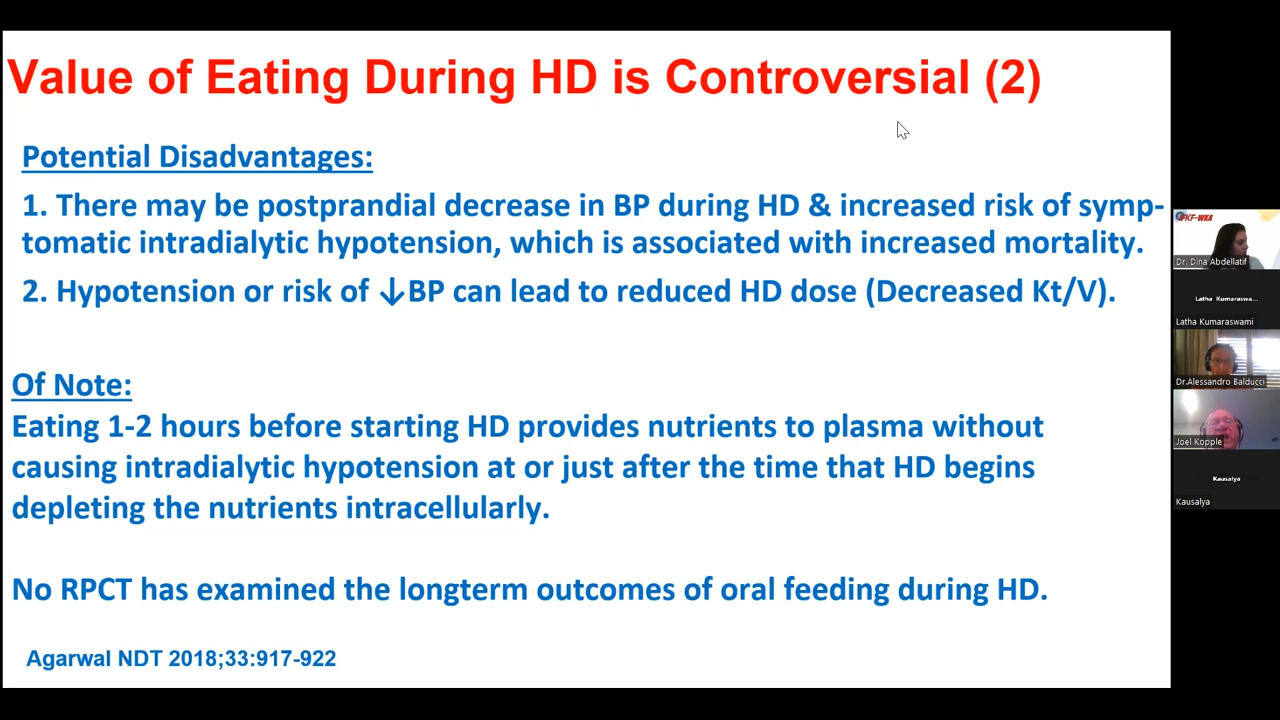 Value of Eating During HD is Controversial (2)
Potential Disadvantages:
1. There may be postprandial decrease in BP during HD & increased risk of symp-
tomatic intradialytic hypotension, which is associated with increased mortality.
2. Hypotension or risk of ↓BP can lead to reduced HD dose (Decreased Kt/V).
Of Note:
Eating 1-2 hours before starting HD provides nutrients to plasma without
causing intradialytic hypotension at or just after the time that HD begins
depleting the nutrients intracellularly.
No RPCT has examined the longterm outcomes of oral feeding during HD.
Agarwal NDT 2018;33:917-922
IFKF-WKA
Dr. Dina Abdellatif
Latha Kumaraswa...
Latha Kumaraswami
Dr.Alessandro Balducci
Joel Kopple
Kausalya
Kausalya